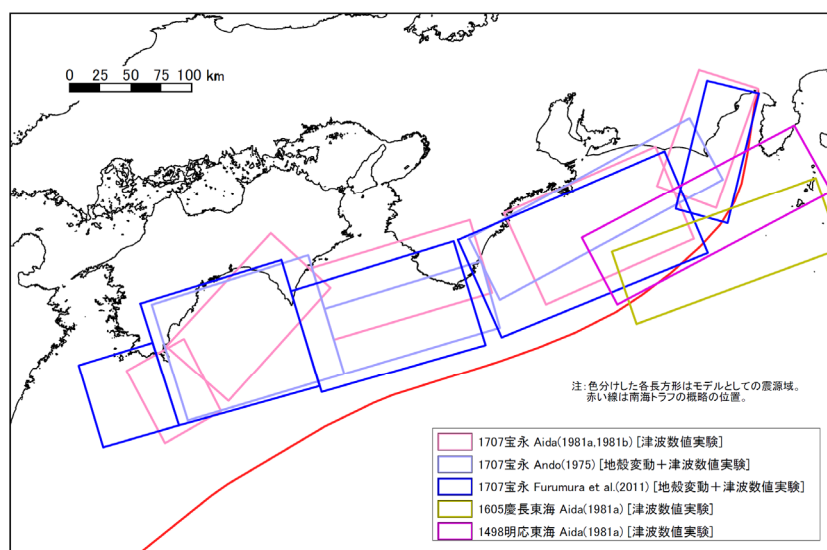 0 25 50 75 100 km
注:色分けした各長方形はモデルとしての震源域。
赤い線は南海トラフの概略の位置。
1707宝永 Aida(1981a,1981b) [津波数値実験]
1707宝永 Ando(1975) [地殻変動+津波数値実験]
1707宝永 Furumura et al.(2011) [地殻変動+津波数値実験]
1605慶長東海 Aida(1981a) [津波数値実験]
1498明応東海 Aida(1981a) [津波数値実験]